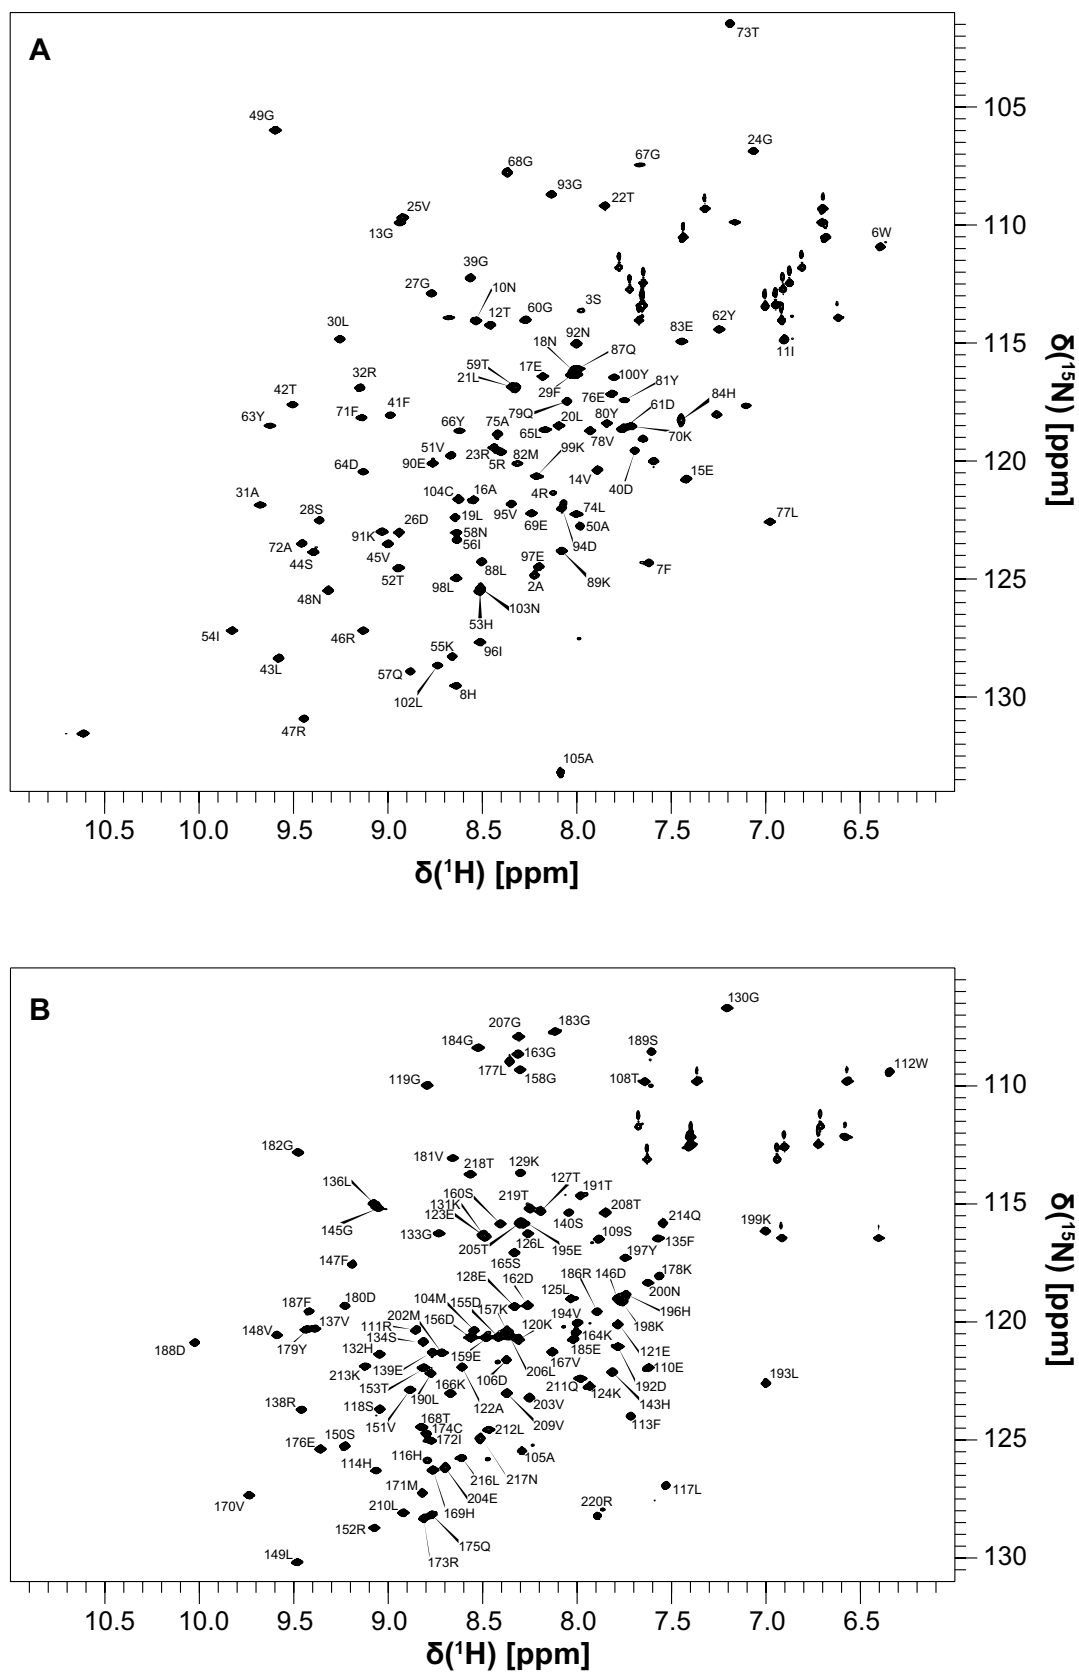 A
73T
105
49G
24G
67G
68G
93G
22T
25V
13G
110
6W
39G
27G
10N
3S
12T
60G
62Y
30L
92N
83E
11I
18N
87Q
115
59T
17E
100Y
32R
21L
29F
81Y
42T
76E
84H
41F
71F
79Q
61D
63Y
66Y
75A
20L
80Y
65L
78V
70K
51V
23R
99K
90E
5R
82M
120
64D
14V
40D
15E
31A
104C
16A
4R
74L
28S
26D
19L
95V
69E
50A
77L
91K
58N
72A
45V
56I
94D
44S
97E
7F
52T
88L
89K
98L
2A
125
48N
103N
53H
54I
46R
55K
96I
43L
57Q
102L
8H
130
47R
105A
δ(15N) [ppm]
10.5 10.0 9.5 9.0 8.5 8.0 7.5 7.0 6.5
δ(1H) [ppm]
B
130G
207G
183G
184G
163G
189S
112W
177L
158G
108T
119G
110
182G
181V
218T
129K
136L
160S
127T
191T
131K
219T
208T
123E
140S
214Q
115
145G
199K
133G
205T
195E
109S
135F
126L
147F
165S
197Y
128E
162D
186R
146D
178K
187F
180D
104M
155D
157K
125L
200N
137V
202M
156D
194V
196H
148V
111R
120K
198K
120
179Y
134S
164K
188D
132H
159E
185E
121E
139E
206L
167V
110E
213K
153T
106D
211Q
192D
193L
166K
124K
138R
118S
190L
122A
203V
143H
151V
209V
113F
168T
150S
174C
212L
176E
172I
105A
125
114H
116H
217N
216L
117L
170V
171M
204E
220R
210L
169H
152R
175Q
149L
173R
130
δ(15N) [ppm]
10.5 10.0 9.5 9.0 8.5 8.0 7.5 7.0 6.5
δ(1H) [ppm]